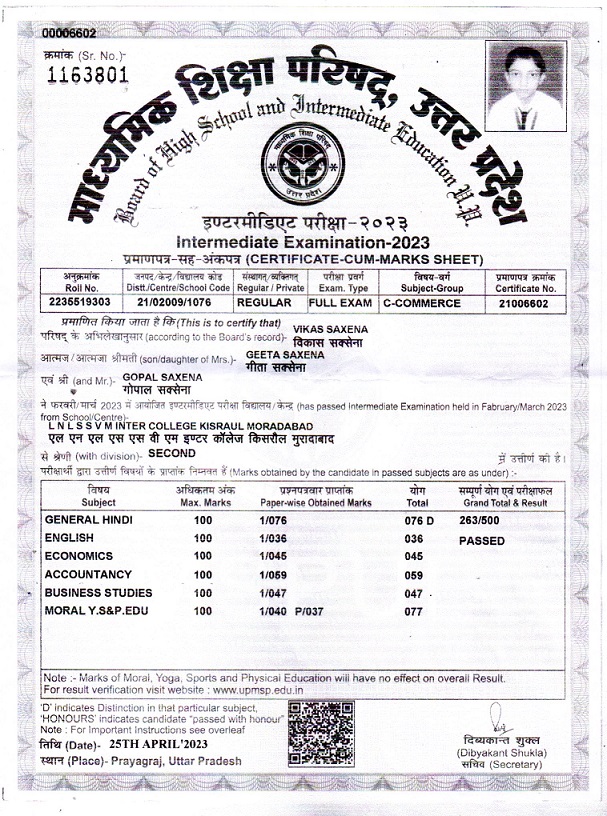 00006602
क्रमांक (Sr. No.)-
1163801
माध्यमिक शिक्षा परिषद्, उत्तर प्रदेश
Board of High School and Intermediate Education U.P.
माध्यमिक शिक्षा परिषद
उत्तर प्रदेश
इण्टरमीडिएट परीक्षा-२०२३
Intermediate Examination-2023
प्रमाणपत्र-सह-अंकपत्र (CERTIFICATE-CUM-MARKS SHEET)
अनुक्रमांक जनपद/केन्द्र/विद्यालय कोड संस्थागत/व्यक्तिगत परीक्षा प्रवर्ग विषय-वर्ग प्रमाणपत्र क्रमांक
Roll No. Distt./Centre/School Code Regular / Private Exam. Type Subject-Group Certificate No.
2235519303 21/02009/1076 REGULAR FULL EXAM C-COMMERCE 21006602
प्रमाणित किया जाता है कि (This is to certify that)
परिषद् के अभिलेखानुसार (according to the Board's record)- VIKAS SAXENA
विकास सक्सेना
आत्मज/आत्मजा श्रीमती (son/daughter of Mrs.)- GEETA SAXENA
गीता सक्सेना
एवं श्री (and Mr.)- GOPAL SAXENA
गोपाल सक्सेना
ने फरवरी/मार्च 2023 में आयोजित इण्टरमीडिएट परीक्षा विद्यालय/केन्द्र (has passed Intermediate Examination held in Fabruary/March 2023
from School/Centre)-
L N L S S V M INTER COLLEGE KISRAUL MORADABAD
एल एन एल एस एस वी एम इण्टर कॉलेज किसरौल मुरादाबाद
से श्रेणी (with division)- SECOND में उत्तीर्ण की है।
परीक्षार्थी द्वारा उत्तीर्ण विषयों के प्राप्तांक निम्नवत हैं (Marks obtained by the candidate in passed subjects are as under) :-
विषय अधिकतम अंक प्रश्नपत्रवार प्राप्तांक योग सम्पूर्ण योग एवं परीक्षाफल
Subject Max. Marks Paper-wise Obtained Marks Total Grand Total & Result
GENERAL HINDI 100 1/076 076 D 263/500
ENGLISH 100 1/036 036 PASSED
ECONOMICS 100 1/045 045
ACCOUNTANCY 100 1/059 059
BUSINESS STUDIES 100 1/047 047
MORAL Y.S&P.EDU 100 1/040 P/037 077
Note :- Marks of Moral, Yoga, Sports and Physical Education will have no effect on overall Result.
For result verification visit website : www.upmsp.edu.in
'D' indicates Distinction in that particular subject,
'HONOURS' indicates candidate "passed with honour"
Note : For Important Instructions see overleaf
तिथि (Date)- 25TH APRIL'2023
स्थान (Place)- Prayagraj, Uttar Pradesh
दिव्यकान्त शुक्ल
(Dibyakant Shukla)
सचिव (Secretary)